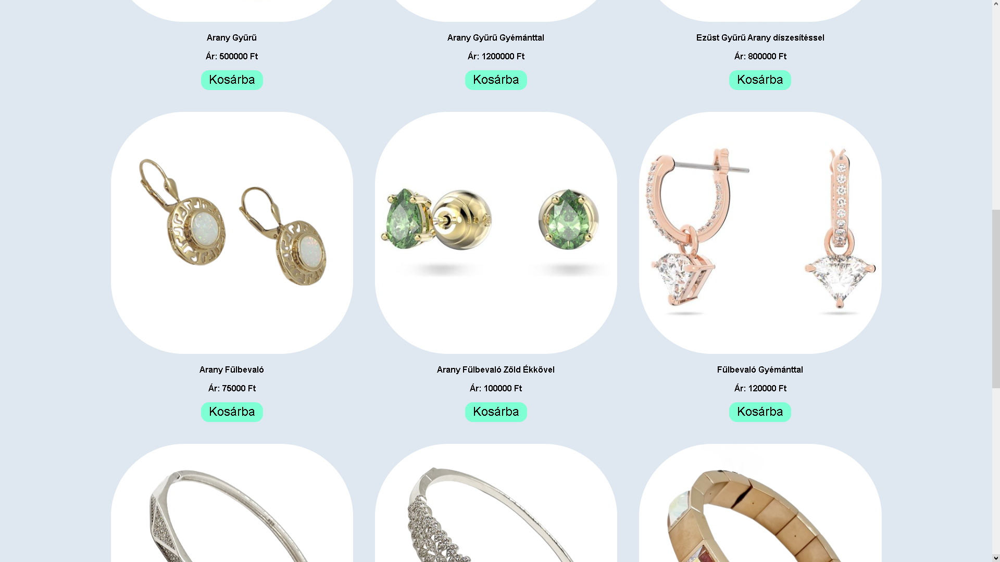 Arany Gyűrű
Arany Gyűrű Gyémánttal
Ezüst Gyűrű Arany díszesítéssel
Ár: 500000 Ft
Ár: 1200000 Ft
Ár: 800000 Ft
Kosárba
Kosárba
Kosárba
Arany Fülbevaló
Arany Fülbevaló Zöld Ékkővel
Fülbevaló Gyémánttal
Ár: 75000 Ft
Ár: 100000 Ft
Ár: 120000 Ft
Kosárba
Kosárba
Kosárba